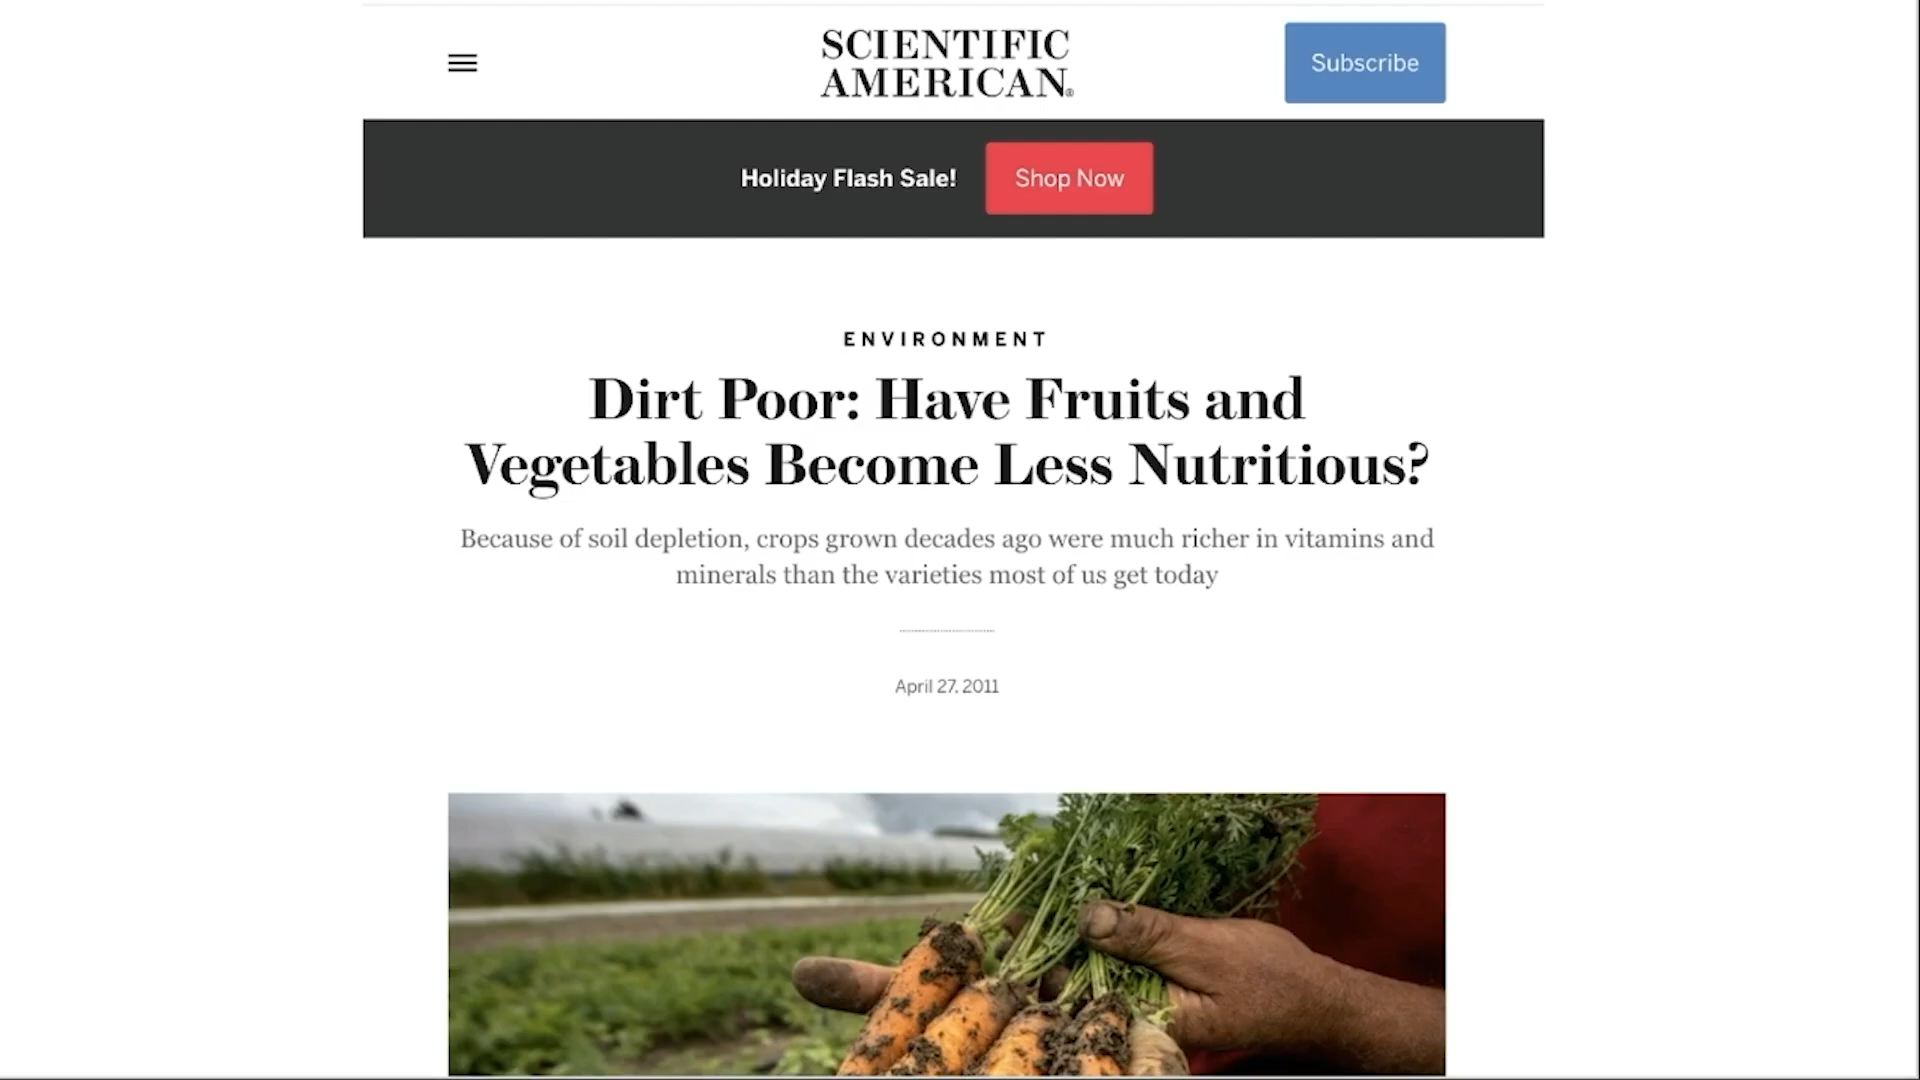 SCIENTIFIC
AMERICAN®
Subscribe
Holiday Flash Sale!
Shop Now
ENVIRONMENT
Dirt Poor: Have Fruits and
Vegetables Become Less Nutritious?
Because of soil depletion, crops grown decades ago were much richer in vitamins and
minerals than the varieties most of us get today
April 27, 2011